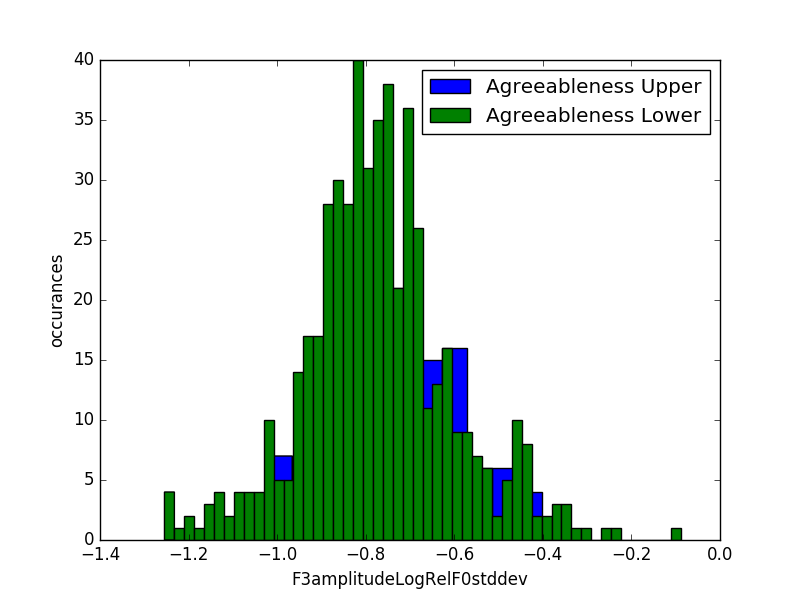 40
35
30
25
20
15
10
5
0
occurances
Agreeableness Upper
Agreeableness Lower
−1.4 −1.2 −1.0 −0.8 −0.6 −0.4 −0.2 0.0
F3amplitudeLogRelF0stddev